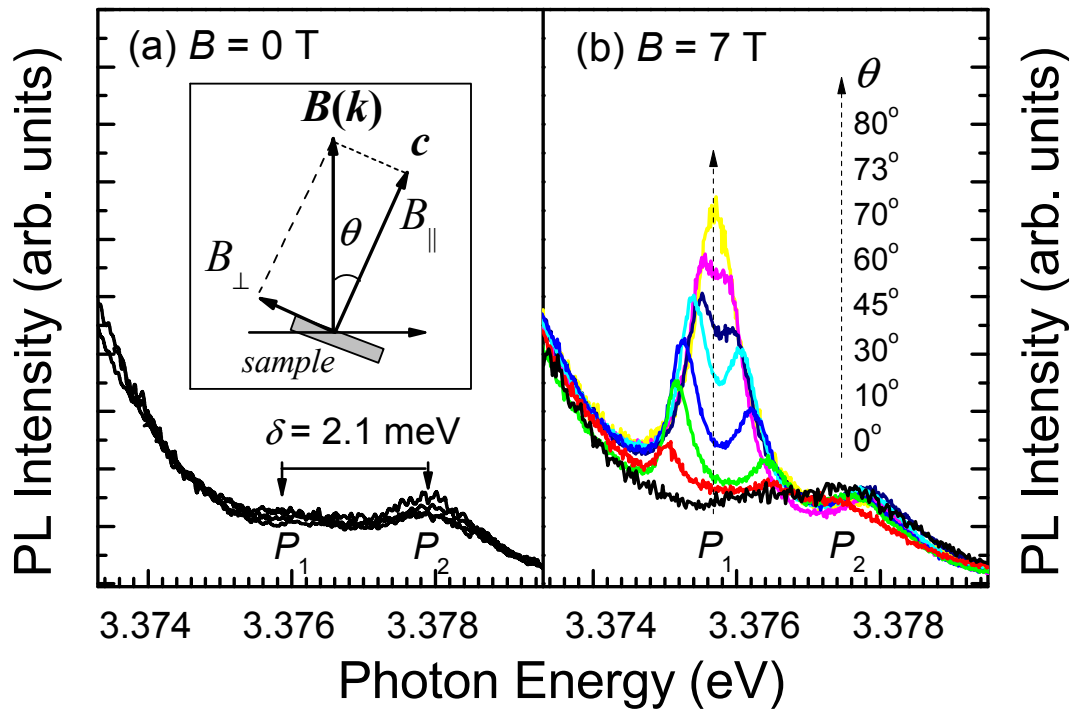 PL Intensity (arb. units)
(a) B = 0 T
B(k)
c
θ
B∥
B⊥
sample
δ = 2.1 meV
P1
P2
3.374
3.376
3.378
(b) B = 7 T
θ
80°
73°
70°
60°
45°
30°
10°
0°
P1
P2
3.374
3.376
3.378
PL Intensity (arb. units)
Photon Energy (eV)